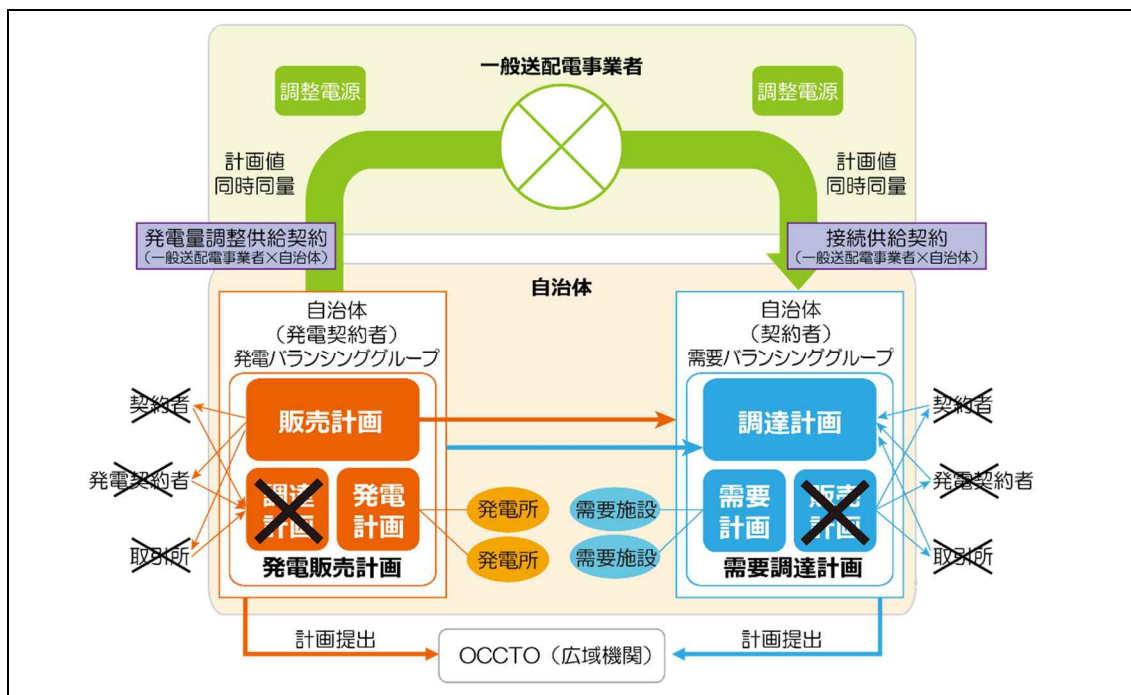 一般送配電事業者
調整電源
調整電源
計画値
同時同量
計画値
同時同量
発電量調整供給契約
（一般送配電事業者×自治体）
接続供給契約
（一般送配電事業者×自治体）
自治体
自治体
（発電契約者）
発電バランシンググループ
自治体
（契約者）
需要バランシンググループ
契約者
発電契約者
取引所
販売計画
調達
計画
発電
計画
発電販売計画
発電所
発電所
需要施設
需要施設
調達計画
需要
計画
販売
計画
需要調達計画
契約者
発電契約者
取引所
計画提出
OCCTO（広域機関）
計画提出